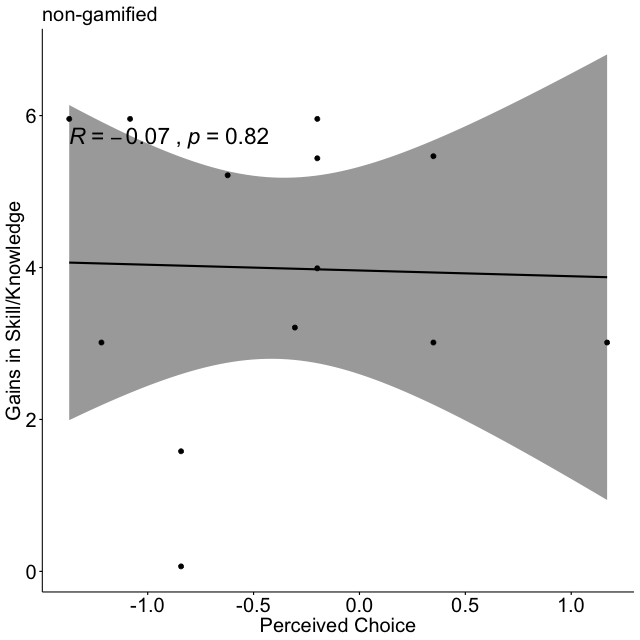 non-gamified
R = −0.07 , p = 0.82
6
4
2
0
Gains in Skill/Knowledge
-1.0 -0.5 0.0 0.5 1.0
Perceived Choice